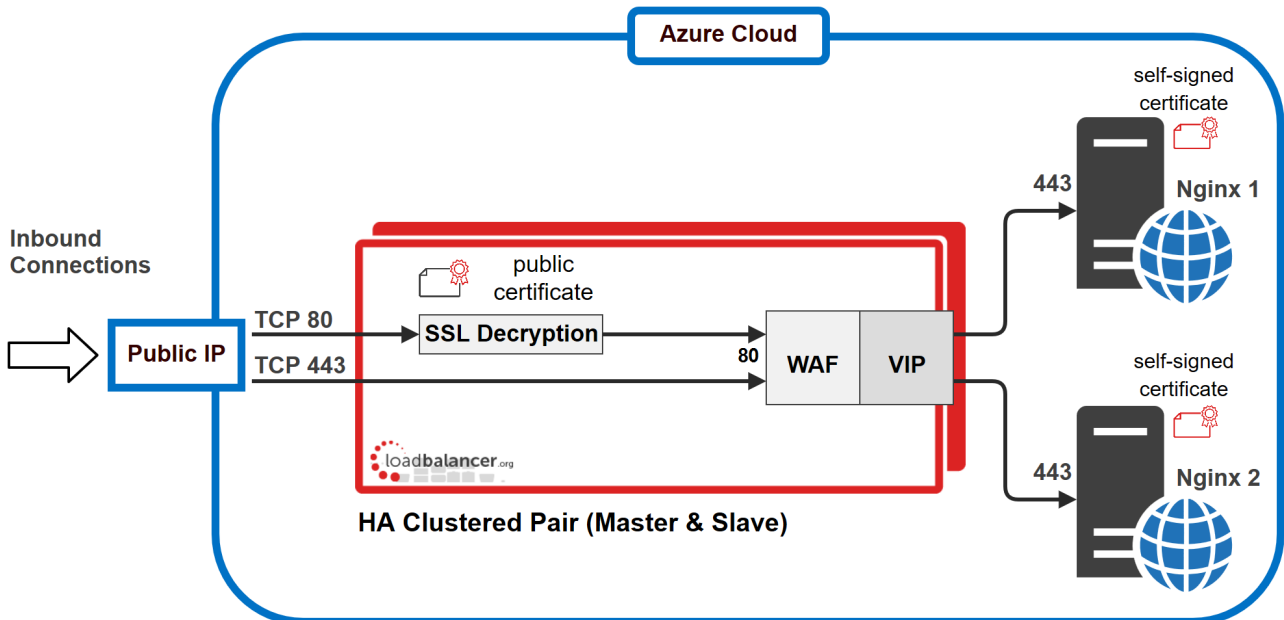 Azure Cloud
self-signed
certificate
443
Nginx 1
Inbound
Connections
public
certificate
TCP 80
SSL Decryption
Public IP
TCP 443
80
WAF
VIP
self-signed
certificate
loadbalancer.org
443
Nginx 2
HA Clustered Pair (Master & Slave)